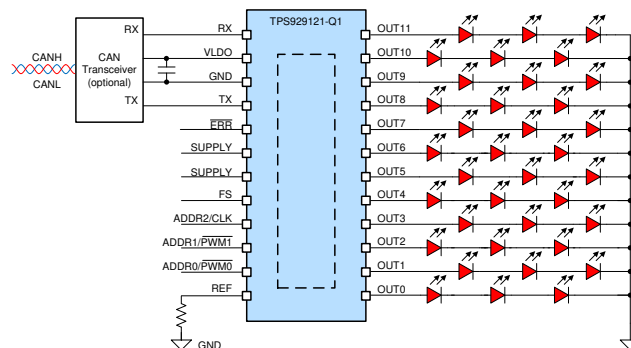 TPS929121-Q1
RX RX OUT11
CANH CAN Transceiver (optional) VLDO OUT10
CANL GND OUT9
TX TX OUT8
ERR OUT7
SUPPLY OUT6
SUPPLY OUT5
FS OUT4
ADDR2/CLK OUT3
ADDR1/PWM1 OUT2
ADDR0/PWM0 OUT1
REF OUT0
GND